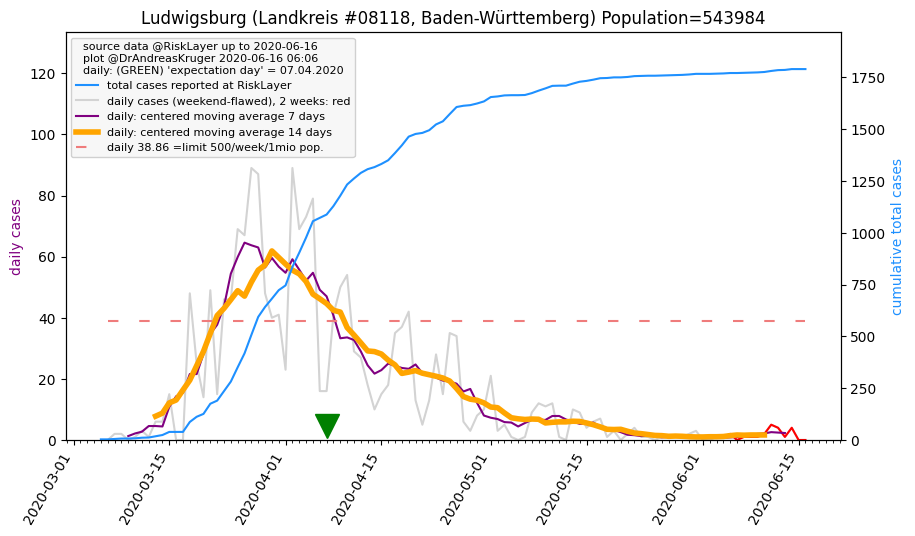 Ludwigsburg (Landkreis #08118, Baden-Württemberg) Population=543984
source data @RiskLayer up to 2020-06-16
plot @DrAndreasKruger 2020-06-16 06:06
daily: (GREEN) 'expectation day' = 07.04.2020
total cases reported at RiskLayer
daily cases (weekend-flawed), 2 weeks: red
daily: centered moving average 7 days
daily: centered moving average 14 days
daily 38.86 =limit 500/week/1mio pop.
daily cases
120
100
80
60
40
20
0
1750
1500
1250
1000
750
500
250
0
cumulative total cases
2020-03-01
2020-03-15
2020-04-01
2020-04-15
2020-05-01
2020-05-15
2020-06-01
2020-06-15